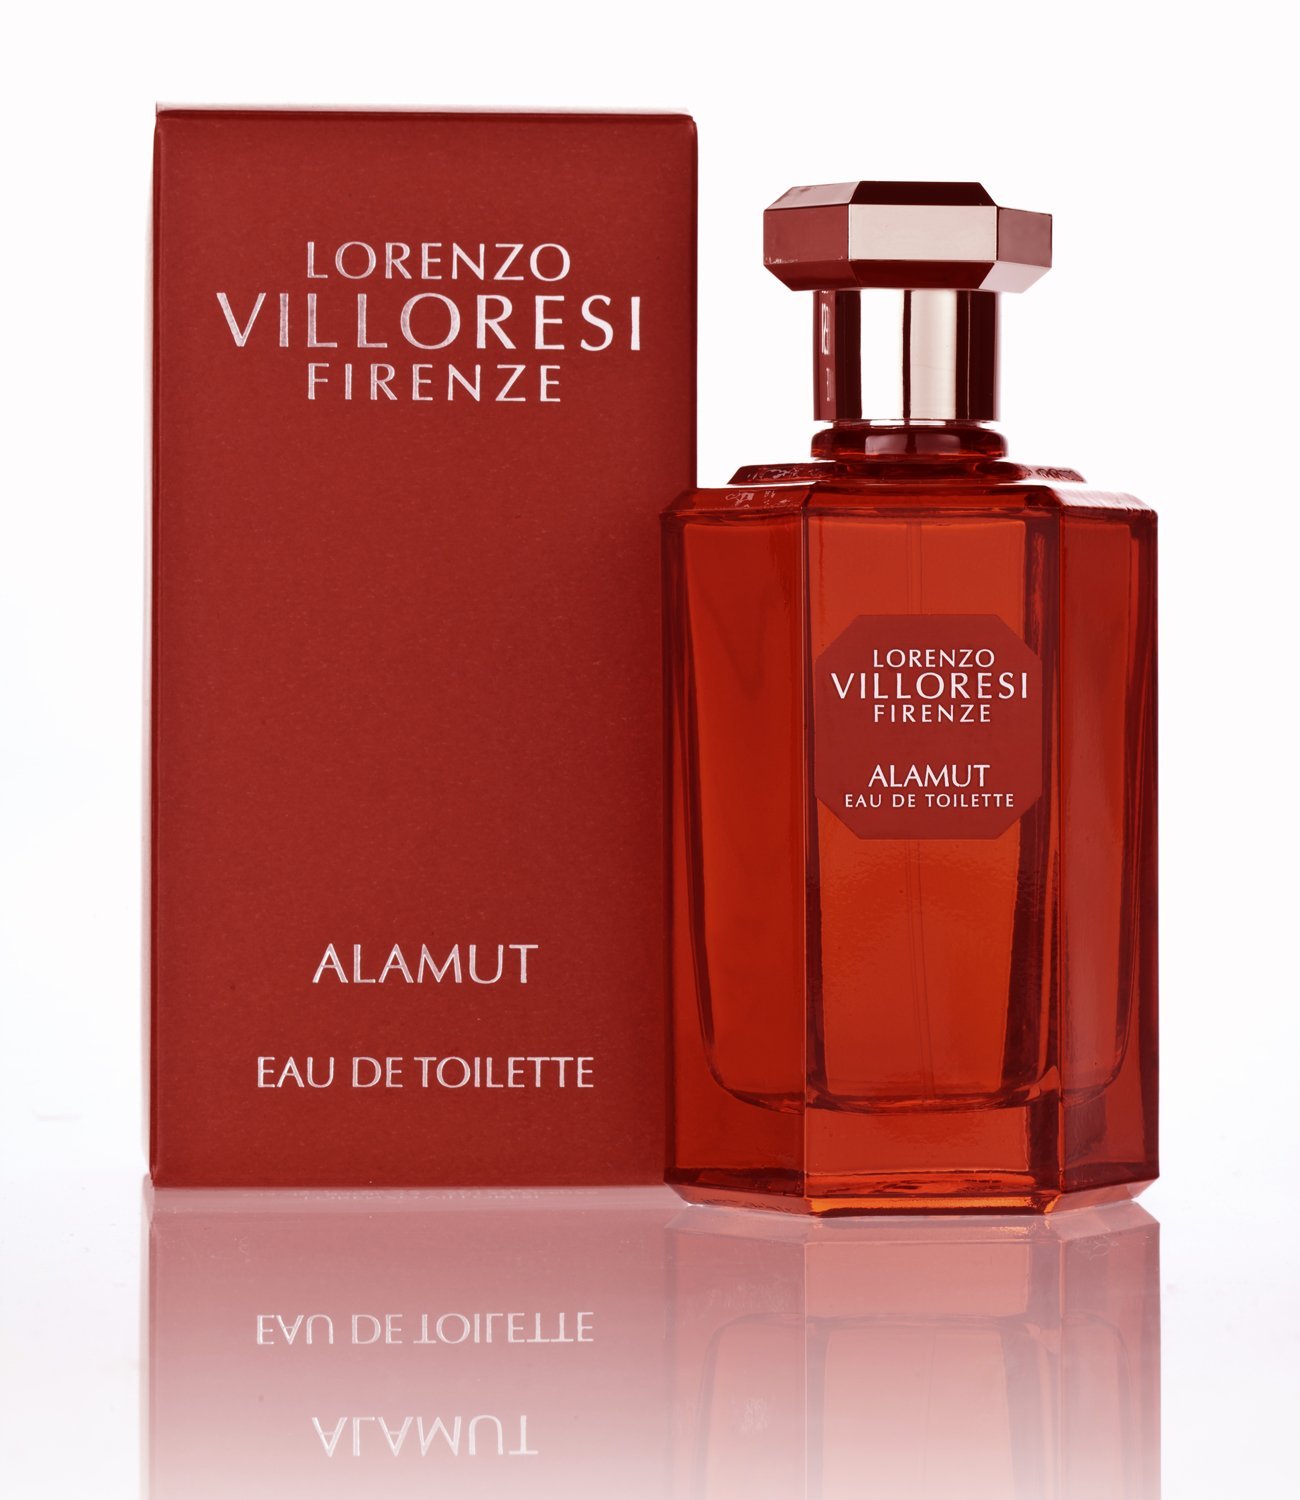 LORENZO
VILLORESI
FIRENZE
ALAMUT
EAU DE TOILETTE
LORENZO
VILLORESI
FIRENZE
ALAMUT
EAU DE TOILETTE
EAU DE TOILETTE
ALAMUT